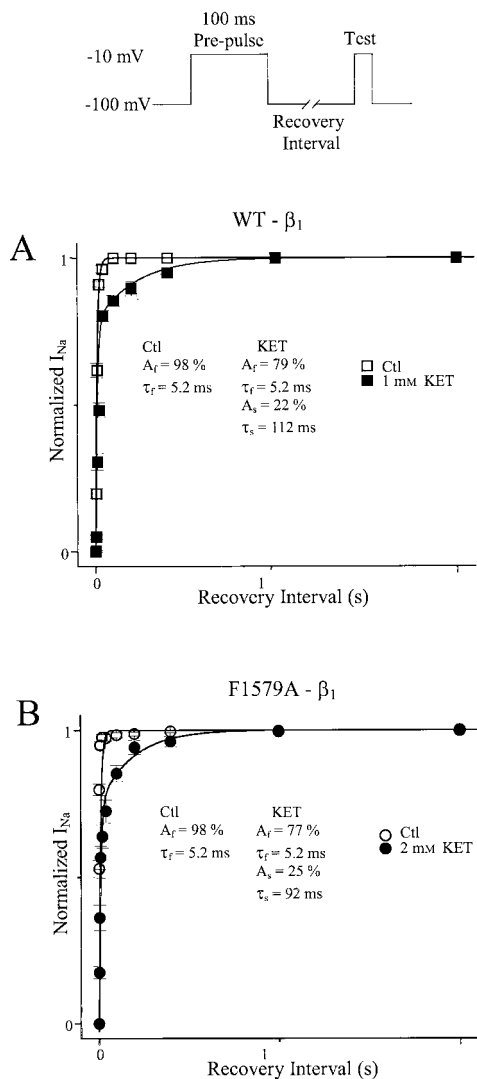 100 ms
Pre-pulse
Test
-10 mV
-100 mV
Recovery
Interval
WT - β₁
A
1
0
Normalized I_Na
Ctl
A_f = 98 %
τ_f = 5.2 ms
KET
A_f = 79 %
τ_f = 5.2 ms
A_s = 22 %
τ_s = 112 ms
Ctl
1 mM KET
0
1
Recovery Interval (s)
F1579A - β₁
B
1
0
Normalized I_Na
Ctl
A_f = 98 %
τ_f = 5.2 ms
KET
A_f = 77 %
τ_f = 5.2 ms
A_s = 25 %
τ_s = 92 ms
Ctl
2 mM KET
0
1
Recovery Interval (s)